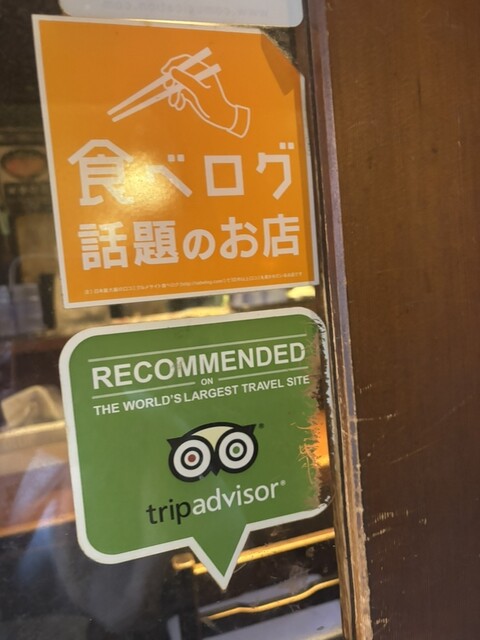 食べログ
話題のお店
RECOMMENDED
ON
THE WORLD'S LARGEST TRAVEL SITE
tripadvisor®